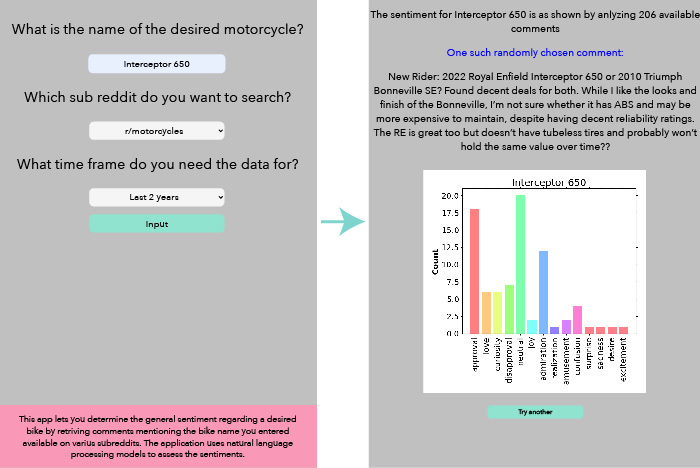 What is the name of the desired motorcycle?
Interceptor 650
Which sub reddit do you want to search?
r/motorcycles
What time frame do you need the data for?
Last 2 years
Input
This app lets you determine the general sentiment regarding a desired
bike by retriving comments mentioning the bike name you entered
available on varius subreddits. The application uses natural language
processing models to assess the sentiments.
The sentiment for Interceptor 650 is as shown by anlyzing 206 available
comments
One such randomly chosen comment:
New Rider: 2022 Royal Enfield Interceptor 650 or 2010 Triumph
Bonneville SE? Found decent deals for both. While I like the looks and
finish of the Bonneville, I'm not sure whether it has ABS and may be
more expensive to maintain, despite having decent reliability ratings.
The RE is great too but doesn't have tubeless tires and probably won't
hold the same value over time??
Interceptor 650
Count
20.0
17.5
15.0
12.5
10.0
7.5
5.0
2.5
0.0
approval
love
curiosity
disapproval
neutral
joy
admiration
realization
amusement
confusion
surprise
sadness
desire
excitement
Try another